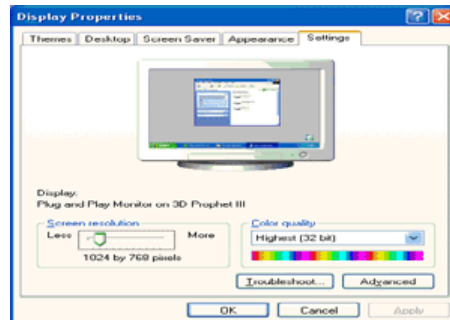 Display Properties
Themes Desktop Screen Saver Appearance Settings
Display:
Plug and Play Monitor on 3D Prophet III
Screen resolution
Less More
1024 by 768 pixels
Color quality
Highest (32 bit)
Troubleshoot... Advanced
OK Cancel Apply